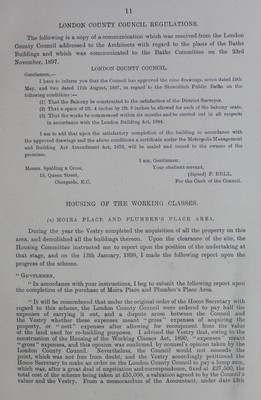 11
LONDON COUNTY COUNCIL REGULATIONS.
The following is a copy of a communication which was received from the London
County Council addressed to the Architects with regard to the plans of the Baths
Buildings and which was communicated to the Baths Committee on the 23rd
November, 1897.
LONDON COUNTY COUNCIL.
Gentlemen,—
I have to inform you that the Council has approved the nine drawings, seven dated 19th
May, and two dated 11th August, 1897, in regard to the Shoreditch Public Baths on the
following conditions:—
(1) That the Balcony be constructed to the satisfaction of the District Surveyor.
(2) That a space of 2ft. 4 inches by 1ft. 8 inches be allowed for each of the balcony seats.
(3) That the works be commenced within six months and be carried out in all respects
in accordance with the London Building Act, 1894.
I am to add that upon the satisfactory completion of the building in accordance with
the approved drawings and the above conditions a certificate under the Metropolis Management
and Building Act Amendment Act, 1878, will be sealed and issued to the owners of the
premises.
I am, Gentlemen,
Messrs. Spalding & Cross, Your obedient servant,
15, Queen Street, (Signed) F. HULL,
Cheapside, E.C. For the Clerk of the Council.
HOUSING OF THE WORKING CLASSES.
(a) MOIRA PLACE AND PLUMBER'S PLACE AREA.
During the year the Vestry completed the acquisition of all the property on this
area, and demolished all the buildings thereon. Upon the clearance of the site, the
Housing Committee instructed me to report upon the position of the undertaking at
that stage, and on the 13th January, 1898, I made the following report upon the
progress of the scheme.
"GENTLEMEN,
"In accordance with your instructions, I beg to submit the following report upon
the completion of the purchase of Moira Place and Plumber's Place Area.
"It will be remembered that under the original order of the Home Secretary with
regard to this scheme, the London County Council were ordered to pay half the
expenses of carrying it out, and a dispute arose between the Council and
the Vestry whether these expenses meant "gross" expenses of acquiring the
property, or "nett" expenses after allowing for recoupment from the value
of the land used for re-building purposes. I advised the Vestry that, owing to the
construction of the Housing of the Working Classes Act, 1890, "expenses" meant
"gross" expenses, and this opinion was confirmed by counsel's opinion taken by the
London County Council. Nevertheless, the Council would not concede the
point, which was not free from doubt, and the Vestry accordingly petitioned the
Home Secretary to make an order on the London County Council to pay a lump sum,
which was, after a great deal of negotiation and correspondence, fixed at £27,500, the
total cost of the scheme being taken at £55,000, a valuation agreed to by the Council's
valuer and the Vestry. From a memorandum of the Accountant, under date 13th